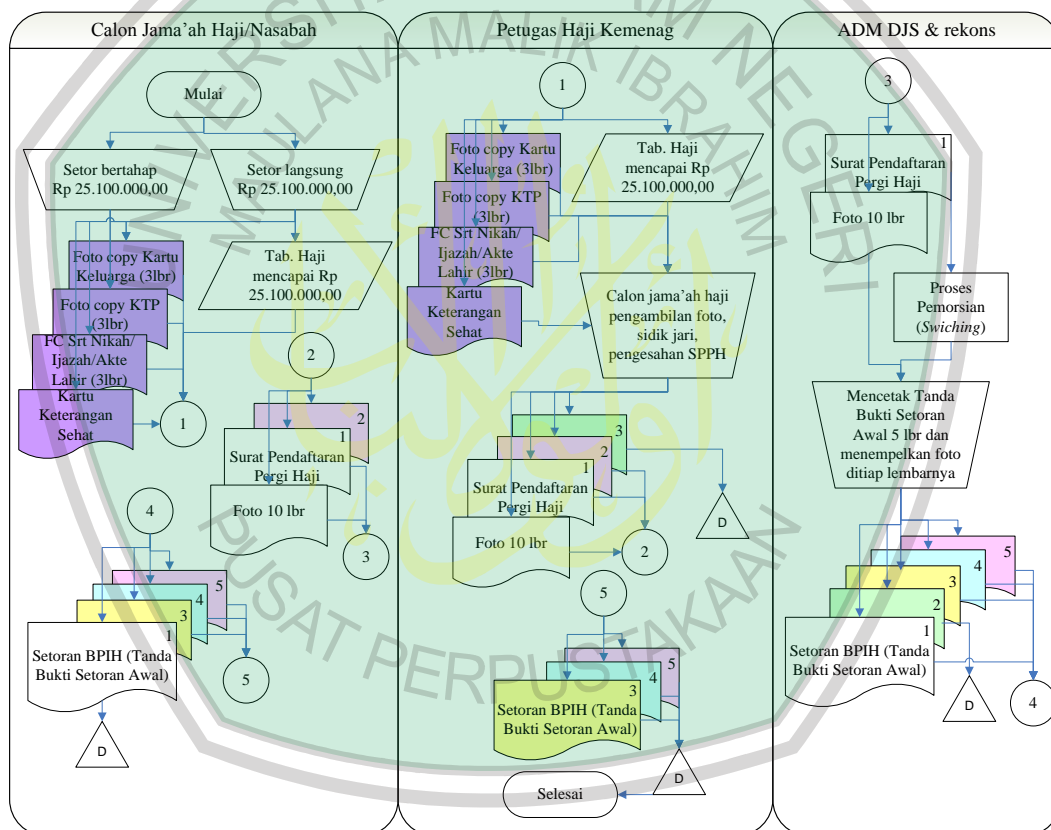 Calon Jama'ah Haji/Nasabah
Mulai
Setor bertahap
Rp 25.100.000,00
Setor langsung
Rp 25.100.000,00
Foto copy Kartu
Keluarga (3lbr)
Foto copy KTP
(3lbr)
FC Srt Nikah/
Ijazah/Akte
Lahir (3lbr)
Kartu
Keterangan
Sehat
Tab. Haji
mencapai Rp
25.100.000,00
1
2
2
1
Surat Pendaftaran
Pergi Haji
Foto 10 lbr
3
4
5
4
3
1
Setoran BPIH (Tanda
Bukti Setoran Awal)
5
D
Petugas Haji Kemenag
1
Foto copy Kartu
Keluarga (3lbr)
Foto copy KTP
(3lbr)
FC Srt Nikah/
Ijazah/Akte
Lahir (3lbr)
Kartu
Keterangan
Sehat
Tab. Haji
mencapai Rp
25.100.000,00
Calon jama'ah haji
pengambilan foto,
sidik jari,
pengesahan SPPH
3
2
1
Surat Pendaftaran
Pergi Haji
Foto 10 lbr
D
2
5
5
4
3
Setoran BPIH (Tanda
Bukti Setoran Awal)
D
Selesai
ADM DJS & rekons
3
1
Surat Pendaftaran
Pergi Haji
Foto 10 lbr
Proses
Pemorsian
(Swiching)
Mencetak Tanda
Bukti Setoran
Awal 5 lbr dan
menempelkan foto
ditiap lembarnya
5
4
3
2
1
Setoran BPIH (Tanda
Bukti Setoran Awal)
D
4
MAULANA MALIK IBRAHIM
PUSAT PERPUSTAKAAN